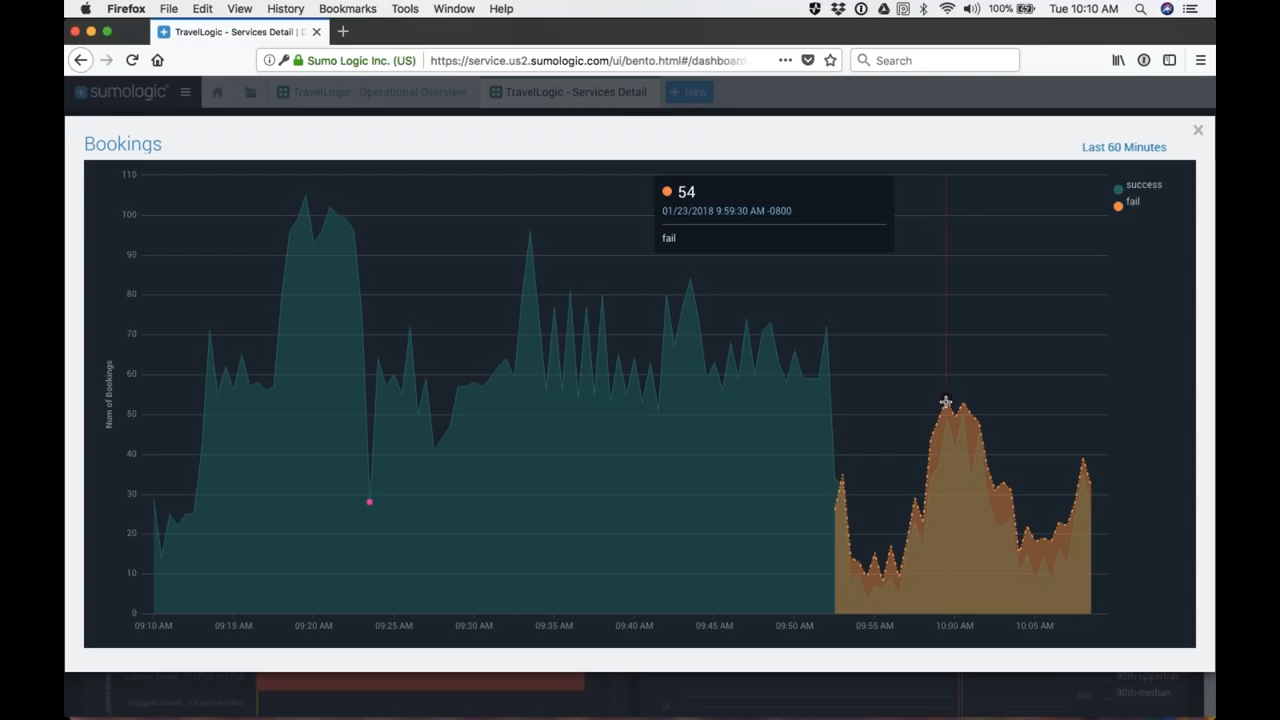 Firefox File Edit View History Bookmarks Tools Window Help 100% Tue 10:10 AM
TravelLogic - Services Detail |
Sumo Logic Inc. (US) https://service.us2.sumologic.com/ui/bento.html#/dashboard Search
sumologic TravelLogic - Operational Overview TravelLogic - Services Detail + New
Bookings
Last 60 Minutes
110
100
90
80
70
60
50
40
30
20
10
0
Num of Bookings
54
01/23/2018 9:59:30 AM -0800
fail
success
fail
09:10 AM 09:15 AM 09:20 AM 09:25 AM 09:30 AM 09:35 AM 09:40 AM 09:45 AM 09:50 AM 09:55 AM 10:00 AM 10:05 AM
90th-median